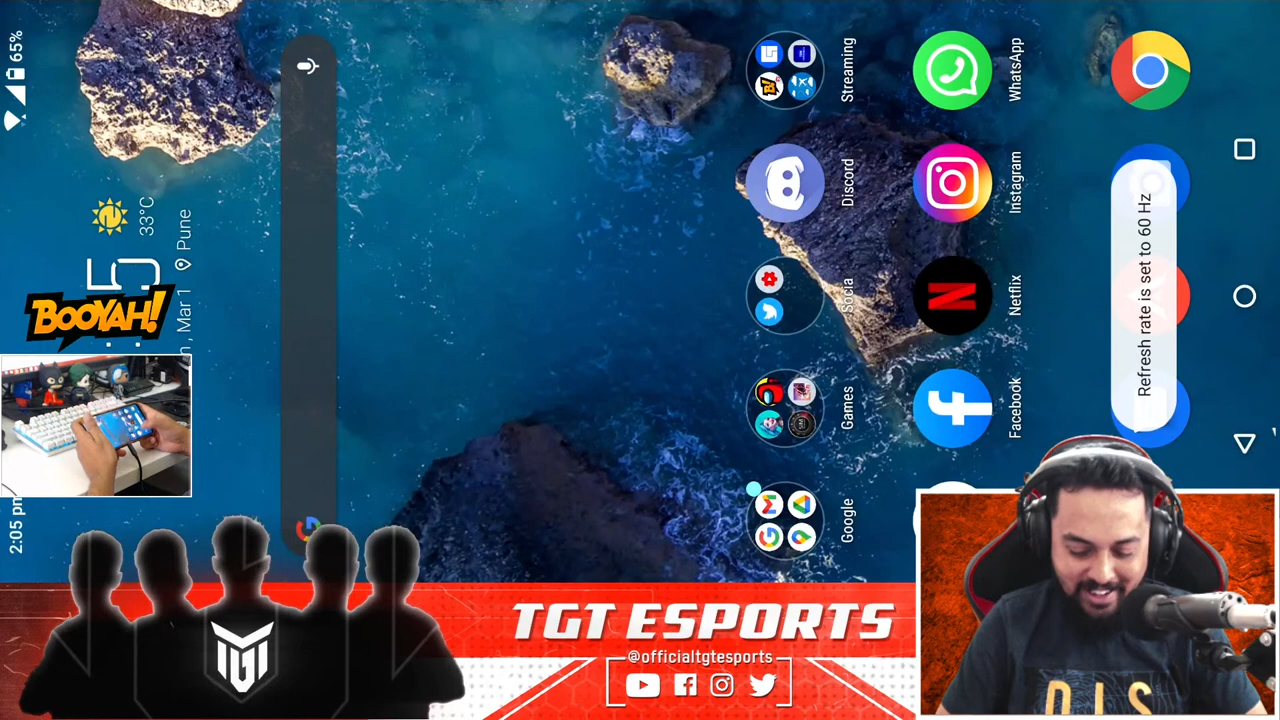 65%
2:05 pm
33°C
, Mar 1
Pune
BOOYAH!
Streaming
WhatsApp
Discord
Instagram
Netflix
Games
Facebook
Google
Refresh rate is set to 60 Hz
TGT ESPORTS
@officialtgtesports
TGT